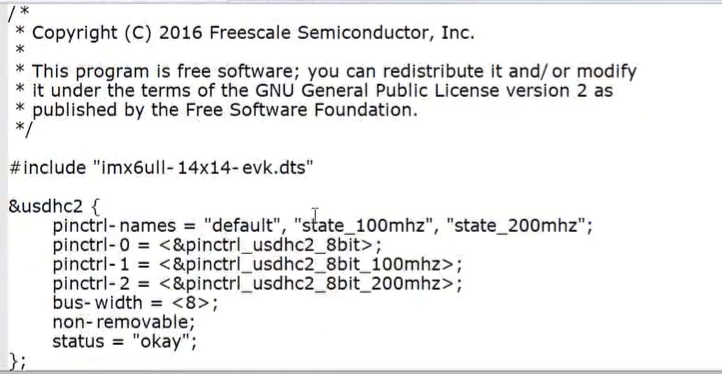 /*
 * Copyright (C) 2016 Freescale Semiconductor, Inc.
 *
 * This program is free software; you can redistribute it and/or modify
 * it under the terms of the GNU General Public License version 2 as
 * published by the Free Software Foundation.
 */

#include "imx6ull-14x14-evk.dts"

&usdhc2 {
    pinctrl-names = "default", "state_100mhz", "state_200mhz";
    pinctrl-0 = <&pinctrl_usdhc2_8bit>;
    pinctrl-1 = <&pinctrl_usdhc2_8bit_100mhz>;
    pinctrl-2 = <&pinctrl_usdhc2_8bit_200mhz>;
    bus-width = <8>;
    non-removable;
    status = "okay";
};